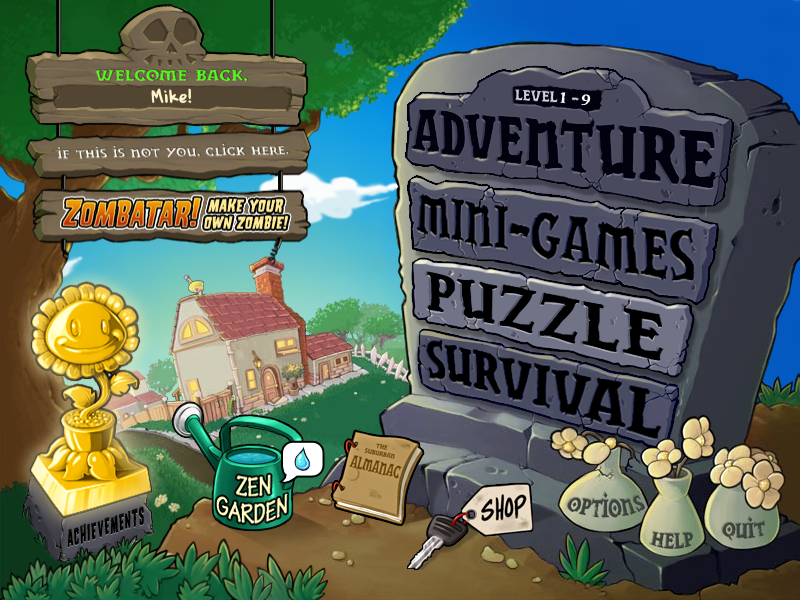 WELCOME BACK,
Mike!
IF THIS IS NOT YOU, CLICK HERE.
ZOMBATAR! MAKE YOUR
OWN ZOMBIE!
LEVEL 1 - 9
ADVENTURE
MINI-GAMES
PUZZLE
SURVIVAL
ACHIEVEMENTS
ZEN
GARDEN
THE
SUBURBAN
ALMANAC
SHOP
OPTIONS
HELP
QUIT